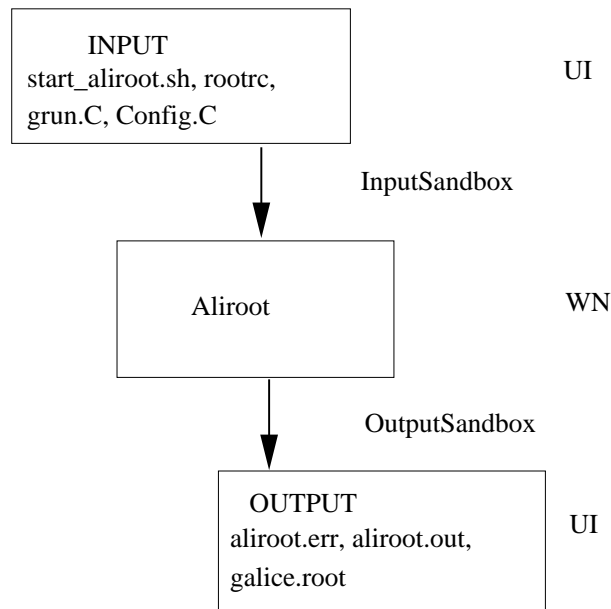 INPUT
start_aliroot.sh, rootrc,
grun.C, Config.C
UI
InputSandbox
Aliroot
WN
OutputSandbox
OUTPUT
aliroot.err, aliroot.out,
galice.root
UI